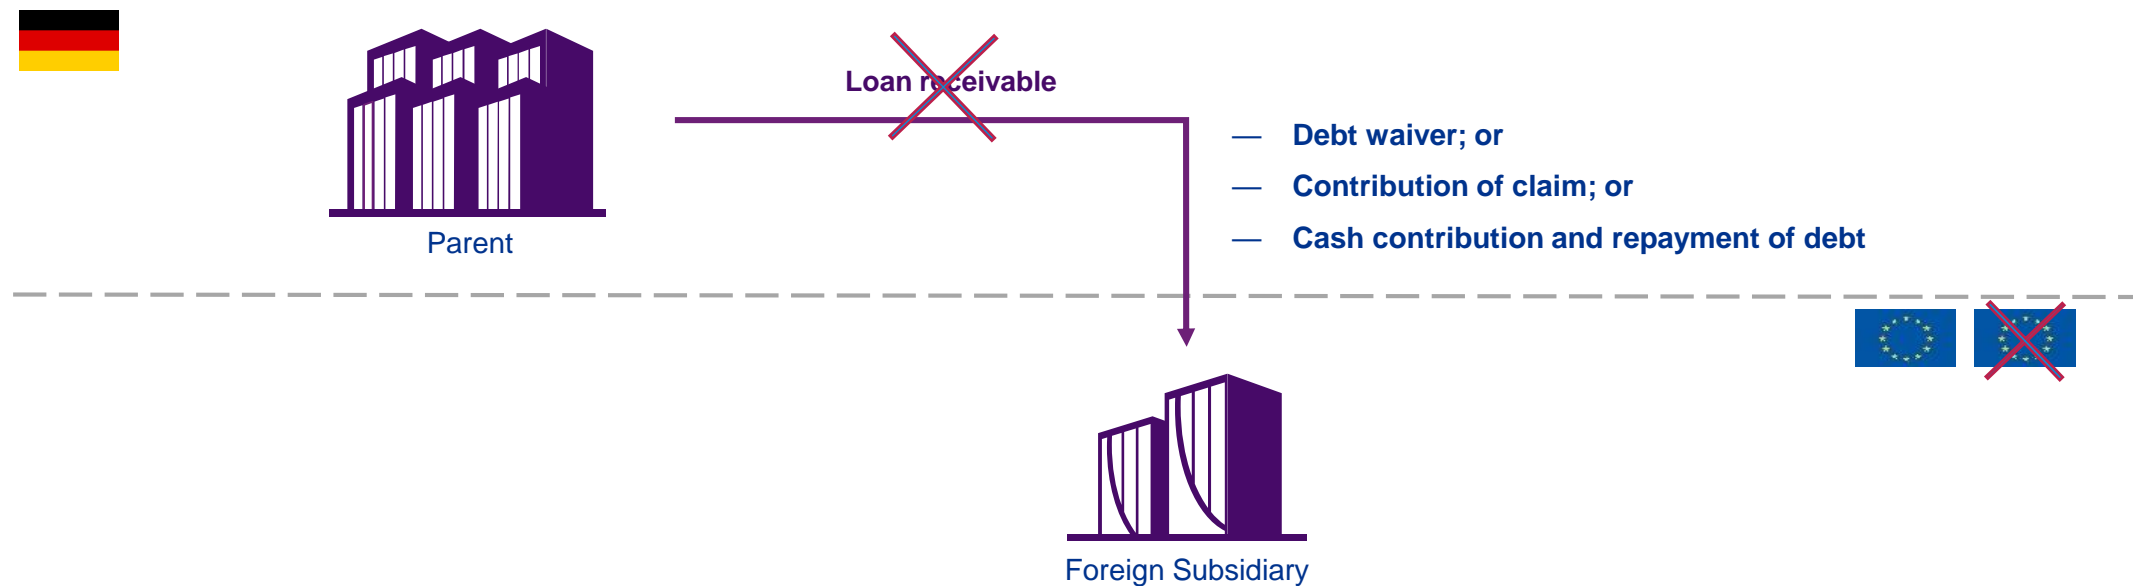 Loan receivable
— Debt waiver; or
— Contribution of claim; or
— Cash contribution and repayment of debt
Parent
Foreign Subsidiary